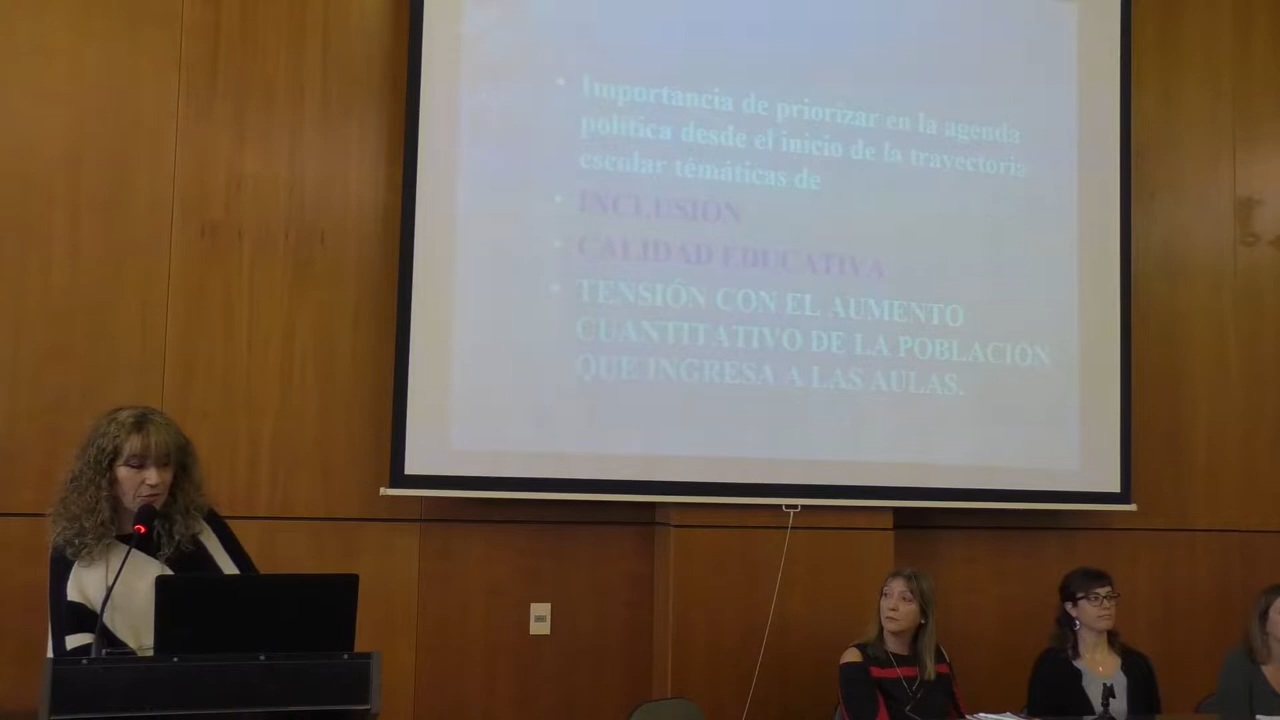 • Importancia de priorizar en la agenda
política desde el inicio de la trayectoria
escolar temáticas de
• INCLUSIÓN
• CALIDAD EDUCATIVA
• TENSIÓN CON EL AUMENTO
CUANTITATIVO DE LA POBLACIÓN
QUE INGRESA A LAS AULAS.